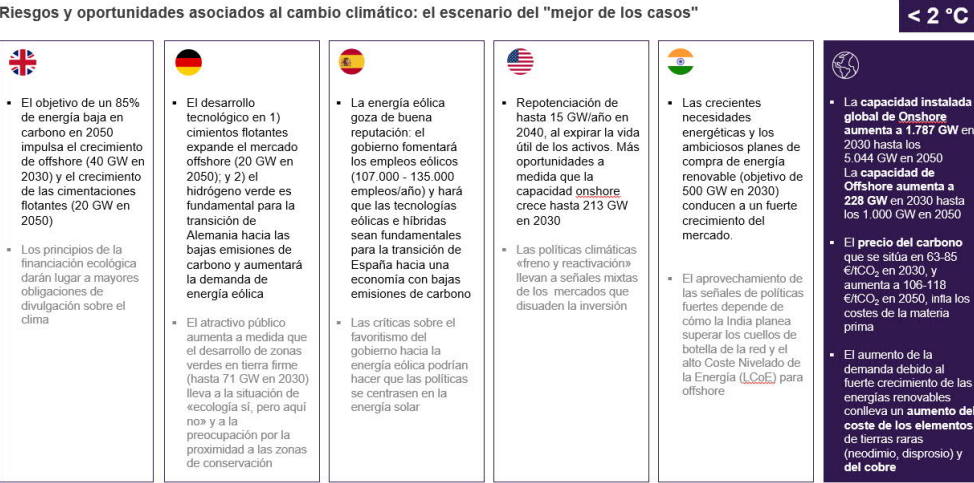 Riesgos y oportunidades asociados al cambio climático: el escenario del "mejor de los casos"
< 2 °C
▪ El objetivo de un 85%
de energía baja en
carbono en 2050
impulsa el crecimiento
de offshore (40 GW en
2030) y el crecimiento
de las cimentaciones
flotantes (20 GW en
2050)
▪ Los principios de la
financiación ecológica
darán lugar a mayores
obligaciones de
divulgación sobre el
clima
▪ El desarrollo
tecnológico en 1)
cimientos flotantes
expande el mercado
offshore (20 GW en
2050); y 2) el
hidrógeno verde es
fundamental para la
transición de
Alemania hacia las
bajas emisiones de
carbono y aumentará
la demanda de
energía eólica
▪ El atractivo público
aumenta a medida que
el desarrollo de zonas
verdes en tierra firme
(hasta 71 GW en 2030)
lleva a la situación de
«ecología sí, pero aquí
no» y a la
preocupación por la
proximidad a las zonas
de conservación
▪ La energía eólica
goza de buena
reputación: el
gobierno fomentará
los empleos eólicos
(107.000 - 135.000
empleos/año) y hará
que las tecnologías
eólicas e híbridas
sean fundamentales
para la transición de
España hacia una
economía con bajas
emisiones de carbono
▪ Las críticas sobre el
favoritismo del
gobierno hacia la
energía eólica podrían
hacer que las políticas
se centrasen en la
energía solar
▪ Repotenciación de
hasta 15 GW/año en
2040, al expirar la vida
útil de los activos. Más
oportunidades a
medida que la
capacidad onshore
crece hasta 213 GW
en 2030
▪ Las políticas climáticas
«freno y reactivación»
llevan a señales mixtas
de los mercados que
disuaden la inversión
▪ Las crecientes
necesidades
energéticas y los
ambiciosos planes de
compra de energía
renovable (objetivo de
500 GW en 2030)
conducen a un fuerte
crecimiento del
mercado.
▪ El aprovechamiento de
las señales de políticas
fuertes depende de
cómo la India planea
superar los cuellos de
botella de la red y el
alto Coste Nivelado de
la Energía (LCoE) para
offshore
▪ La capacidad instalada
global de Onshore
aumenta a 1.787 GW en
2030 hasta los
5.044 GW en 2050
La capacidad de
Offshore aumenta a
228 GW en 2030 hasta
los 1.000 GW en 2050
▪ El precio del carbono
que se sitúa en 63-85
€/tCO₂ en 2030, y
aumenta a 106-118
€/tCO₂ en 2050, infla los
costes de la materia
prima
▪ El aumento de la
demanda debido al
fuerte crecimiento de las
energías renovables
conlleva un aumento del
coste de los elementos
de tierras raras
(neodimio, disprosio) y
del cobre